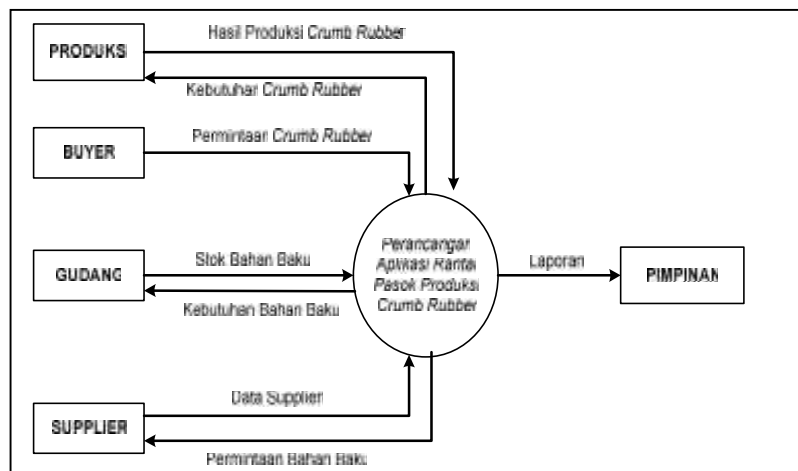 Hasil Produksi Crumb Rubber
PRODUKSI
Kebutuhan Crumb Rubber
Permintaan Crumb Rubber
BUYER
Perancangan
Aplikasi Rantai
Pasok Produksi
Crumb Rubber
Stok Bahan Baku
GUDANG
Kebutuhan Bahan Baku
Laporan
PIMPINAN
Data Supplier
SUPPLIER
Permintaan Bahan Baku